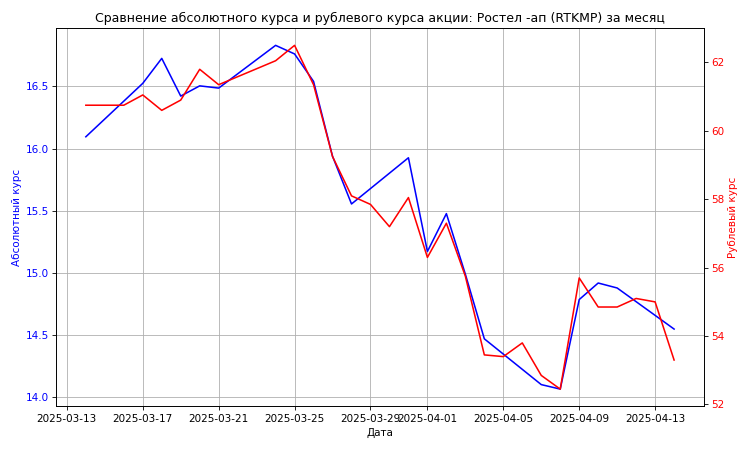 Сравнение абсолютного курса и рублевого курса акции: Ростел -ап (RTKMP) за месяц
Абсолютный курс
16.5
16.0
15.5
15.0
14.5
14.0
62
60
58
56
54
52
Рублевый курс
2025-03-13 2025-03-17 2025-03-21 2025-03-25 2025-03-29 2025-04-01 2025-04-05 2025-04-09 2025-04-13
Дата